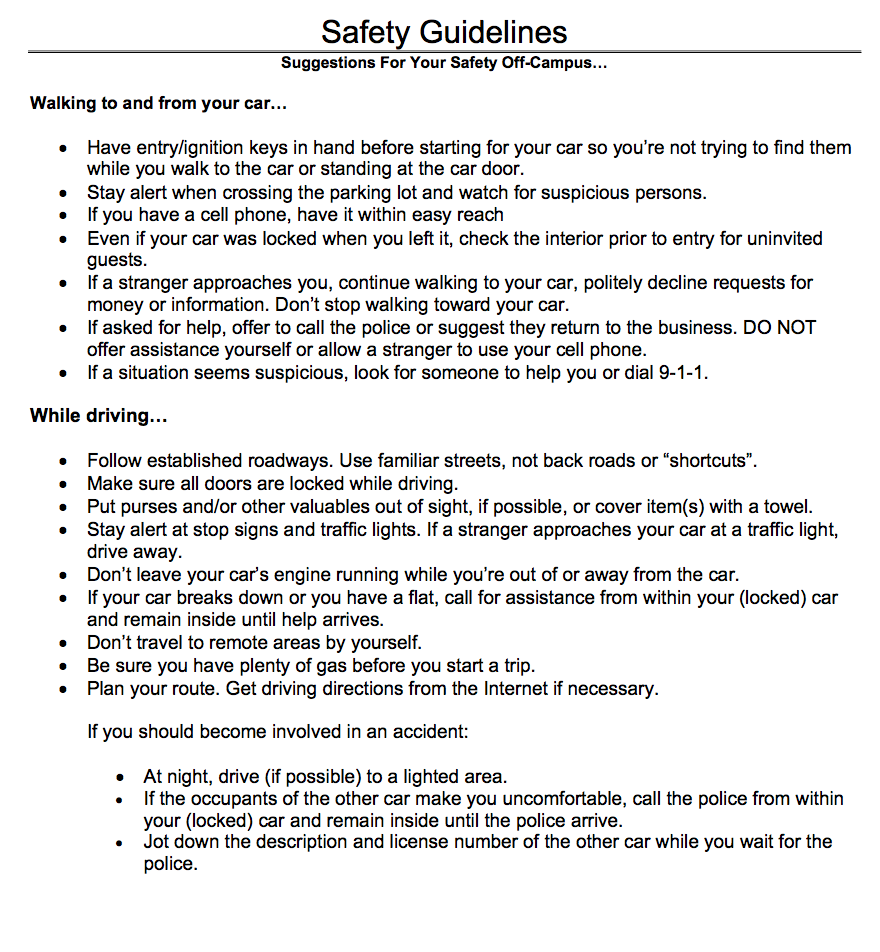 Safety Guidelines
Suggestions For Your Safety Off-Campus…
Walking to and from your car…
• Have entry/ignition keys in hand before starting for your car so you're not trying to find them
while you walk to the car or standing at the car door.
• Stay alert when crossing the parking lot and watch for suspicious persons.
• If you have a cell phone, have it within easy reach
• Even if your car was locked when you left it, check the interior prior to entry for uninvited
guests.
• If a stranger approaches you, continue walking to your car, politely decline requests for
money or information. Don't stop walking toward your car.
• If asked for help, offer to call the police or suggest they return to the business. DO NOT
offer assistance yourself or allow a stranger to use your cell phone.
• If a situation seems suspicious, look for someone to help you or dial 9-1-1.
While driving…
• Follow established roadways. Use familiar streets, not back roads or “shortcuts”.
• Make sure all doors are locked while driving.
• Put purses and/or other valuables out of sight, if possible, or cover item(s) with a towel.
• Stay alert at stop signs and traffic lights. If a stranger approaches your car at a traffic light,
drive away.
• Don't leave your car's engine running while you're out of or away from the car.
• If your car breaks down or you have a flat, call for assistance from within your (locked) car
and remain inside until help arrives.
• Don't travel to remote areas by yourself.
• Be sure you have plenty of gas before you start a trip.
• Plan your route. Get driving directions from the Internet if necessary.
If you should become involved in an accident:
• At night, drive (if possible) to a lighted area.
• If the occupants of the other car make you uncomfortable, call the police from within
your (locked) car and remain inside until the police arrive.
• Jot down the description and license number of the other car while you wait for the
police.